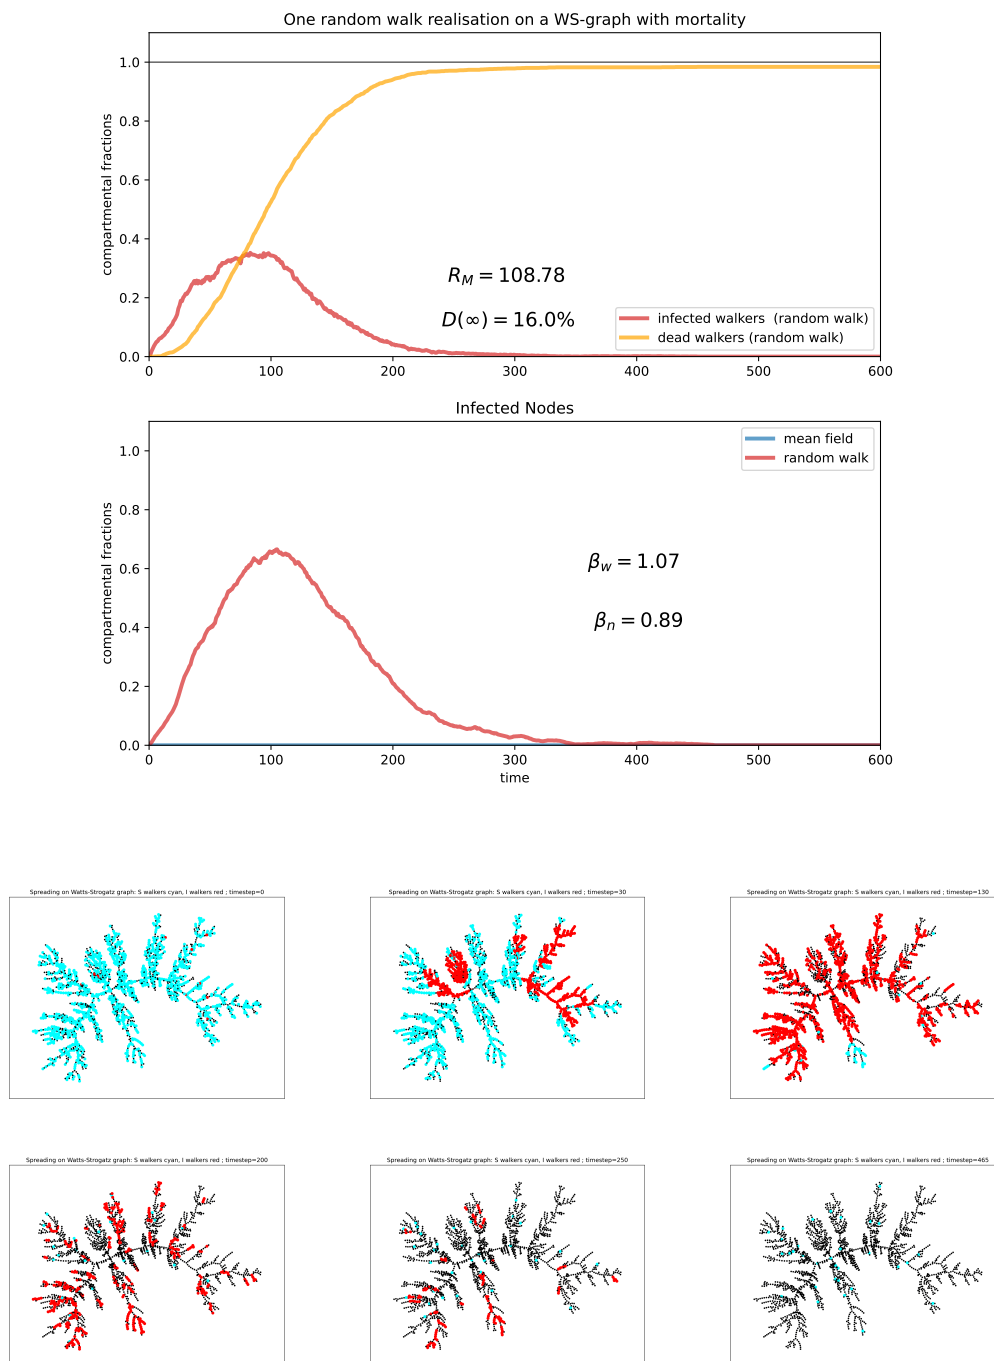 One random walk realisation on a WS-graph with mortality
compartmental fractions
1.0
0.8
0.6
0.4
0.2
0.0
R_M = 108.78
D(∞) = 16.0%
infected walkers (random walk)
dead walkers (random walk)
0 100 200 300 400 500 600
Infected Nodes
compartmental fractions
1.0
0.8
0.6
0.4
0.2
0.0
mean field
random walk
β_w = 1.07
β_n = 0.89
0 100 200 300 400 500 600
time
Spreading on Watts-Strogatz graph: S walkers cyan, I walkers red ; timestep=0
Spreading on Watts-Strogatz graph: S walkers cyan, I walkers red ; timestep=30
Spreading on Watts-Strogatz graph: S walkers cyan, I walkers red ; timestep=130
Spreading on Watts-Strogatz graph: S walkers cyan, I walkers red ; timestep=200
Spreading on Watts-Strogatz graph: S walkers cyan, I walkers red ; timestep=250
Spreading on Watts-Strogatz graph: S walkers cyan, I walkers red ; timestep=465